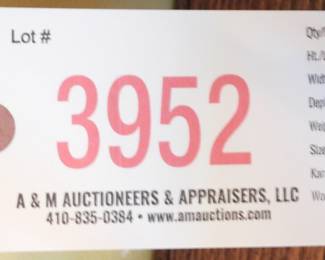 Lot #
3952
A & M AUCTIONEERS & APPRAISERS, LLC
410-835-0384 • www.amauctions.com